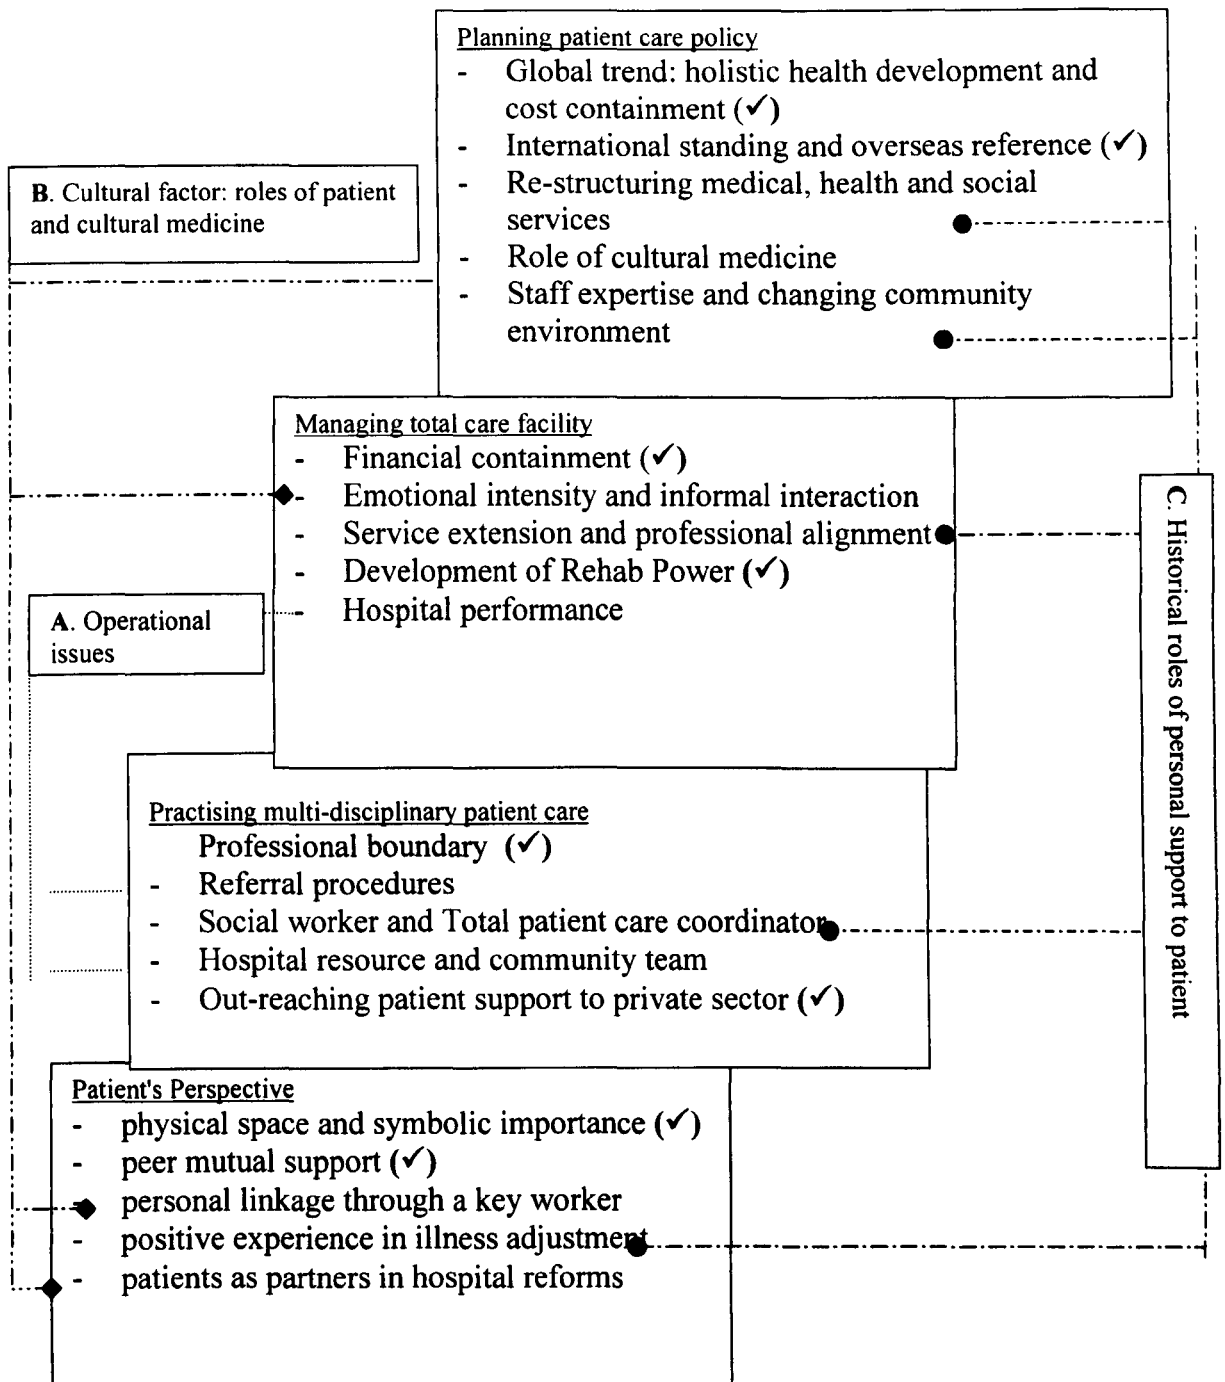 Planning patient care policy
- Global trend: holistic health development and
cost containment (✓)
- International standing and overseas reference (✓)
- Re-structuring medical, health and social
services
- Role of cultural medicine
- Staff expertise and changing community
environment
B. Cultural factor: roles of patient
and cultural medicine
Managing total care facility
- Financial containment (✓)
- Emotional intensity and informal interaction
- Service extension and professional alignment
- Development of Rehab Power (✓)
- Hospital performance
A. Operational
issues
C. Historical roles of personal support to patient
Practising multi-disciplinary patient care
Professional boundary (✓)
- Referral procedures
- Social worker and Total patient care coordinator
- Hospital resource and community team
- Out-reaching patient support to private sector (✓)
Patient's Perspective
- physical space and symbolic importance (✓)
- peer mutual support (✓)
- personal linkage through a key worker
- positive experience in illness adjustment
- patients as partners in hospital reforms